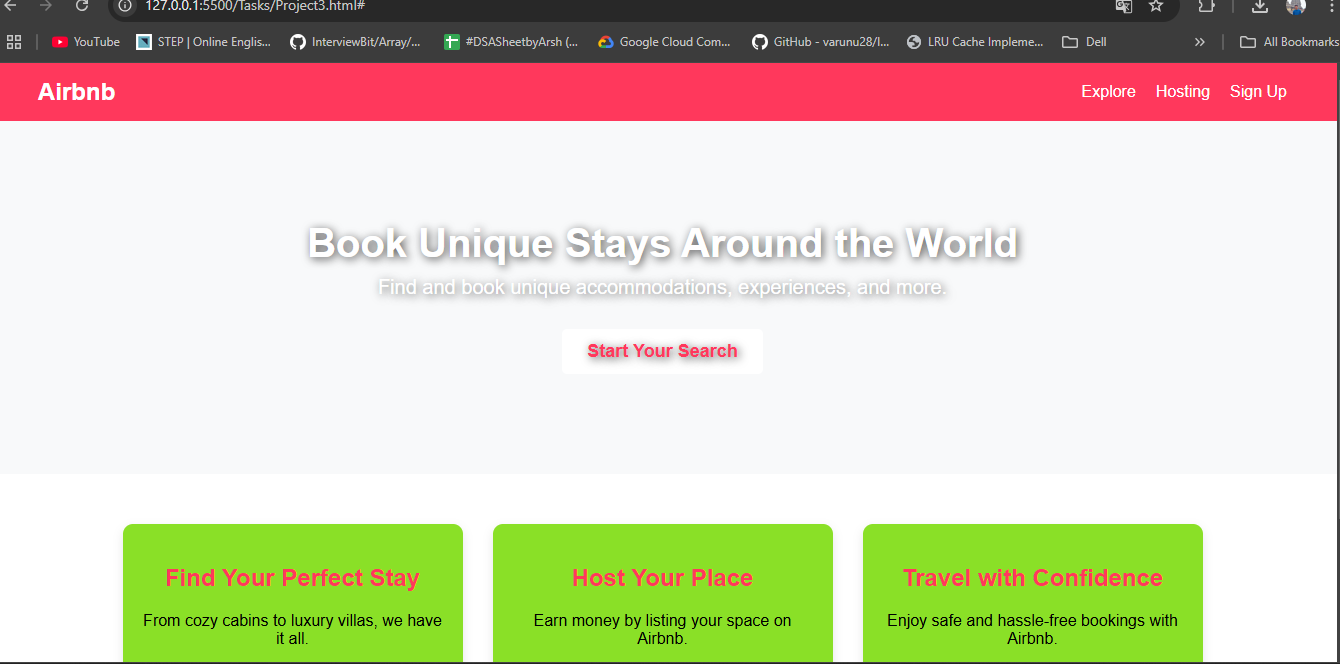 127.0.0.1:5500/Tasks/Project3.html#
YouTube
STEP | Online Englis...
InterviewBit/Array/...
#DSASheetbyArsh (...
Google Cloud Com...
GitHub - varunu28/I...
LRU Cache Impleme...
Dell
All Bookmarks
Airbnb
Explore
Hosting
Sign Up
Book Unique Stays Around the World
Find and book unique accommodations, experiences, and more.
Start Your Search
Find Your Perfect Stay
From cozy cabins to luxury villas, we have
it all.
Host Your Place
Earn money by listing your space on
Airbnb.
Travel with Confidence
Enjoy safe and hassle-free bookings with
Airbnb.